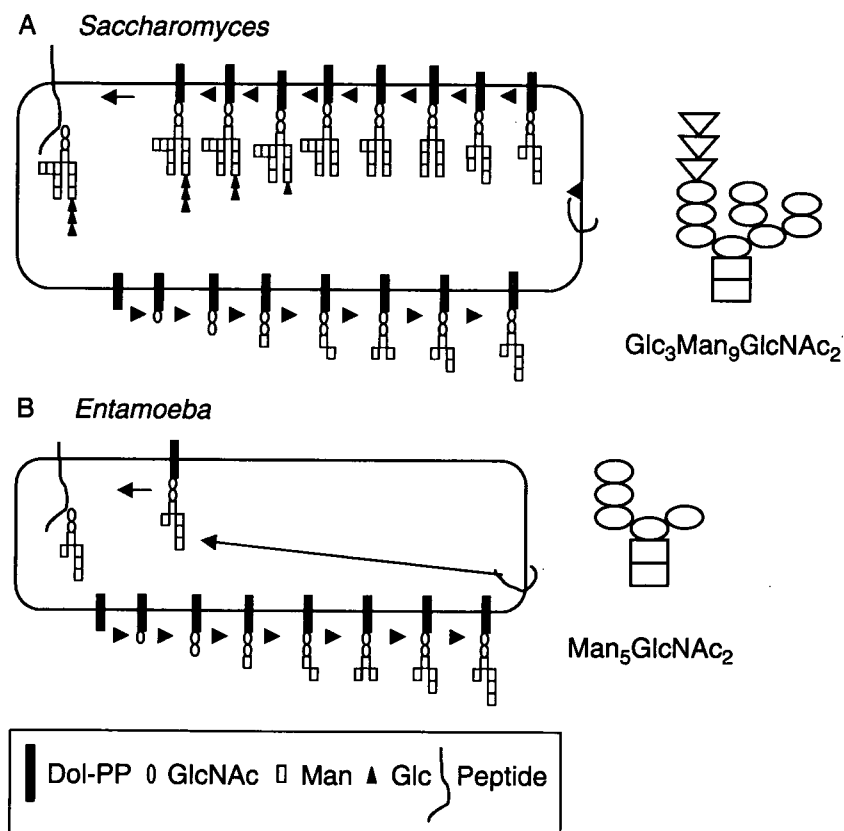 A Saccharomyces
Glc3Man9GlcNAc2
B Entamoeba
Man5GlcNAc2
Dol-PP GlcNAc Man Glc Peptide